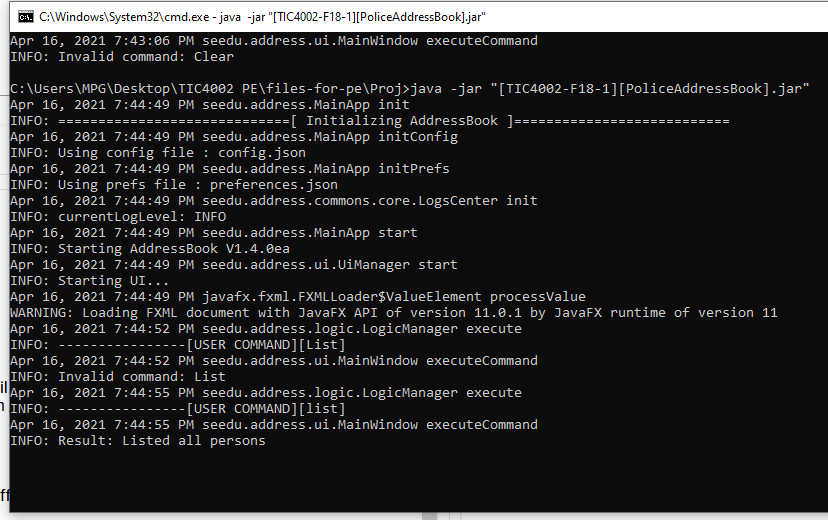 C:\Windows\System32\cmd.exe - java -jar "[TIC4002-F18-1][PoliceAddressBook].jar"
Apr 16, 2021 7:43:06 PM seedu.address.ui.MainWindow executeCommand
INFO: Invalid command: Clear
C:\Users\MPG\Desktop\TIC4002 PE\files-for-pe\Proj>java -jar "[TIC4002-F18-1][PoliceAddressBook].jar"
Apr 16, 2021 7:44:49 PM seedu.address.MainApp init
INFO: =============================[ Initializing AddressBook ]===========================
Apr 16, 2021 7:44:49 PM seedu.address.MainApp initConfig
INFO: Using config file : config.json
Apr 16, 2021 7:44:49 PM seedu.address.MainApp initPrefs
INFO: Using prefs file : preferences.json
Apr 16, 2021 7:44:49 PM seedu.address.commons.core.LogsCenter init
INFO: currentLogLevel: INFO
Apr 16, 2021 7:44:49 PM seedu.address.MainApp start
INFO: Starting AddressBook V1.4.0ea
Apr 16, 2021 7:44:49 PM seedu.address.ui.UiManager start
INFO: Starting UI...
Apr 16, 2021 7:44:49 PM javafx.fxml.FXMLLoader$ValueElement processValue
WARNING: Loading FXML document with JavaFX API of version 11.0.1 by JavaFX runtime of version 11
Apr 16, 2021 7:44:52 PM seedu.address.logic.LogicManager execute
INFO: ----------------[USER COMMAND][List]
Apr 16, 2021 7:44:52 PM seedu.address.ui.MainWindow executeCommand
INFO: Invalid command: List
Apr 16, 2021 7:44:55 PM seedu.address.logic.LogicManager execute
INFO: ----------------[USER COMMAND][list]
Apr 16, 2021 7:44:55 PM seedu.address.ui.MainWindow executeCommand
INFO: Result: Listed all persons